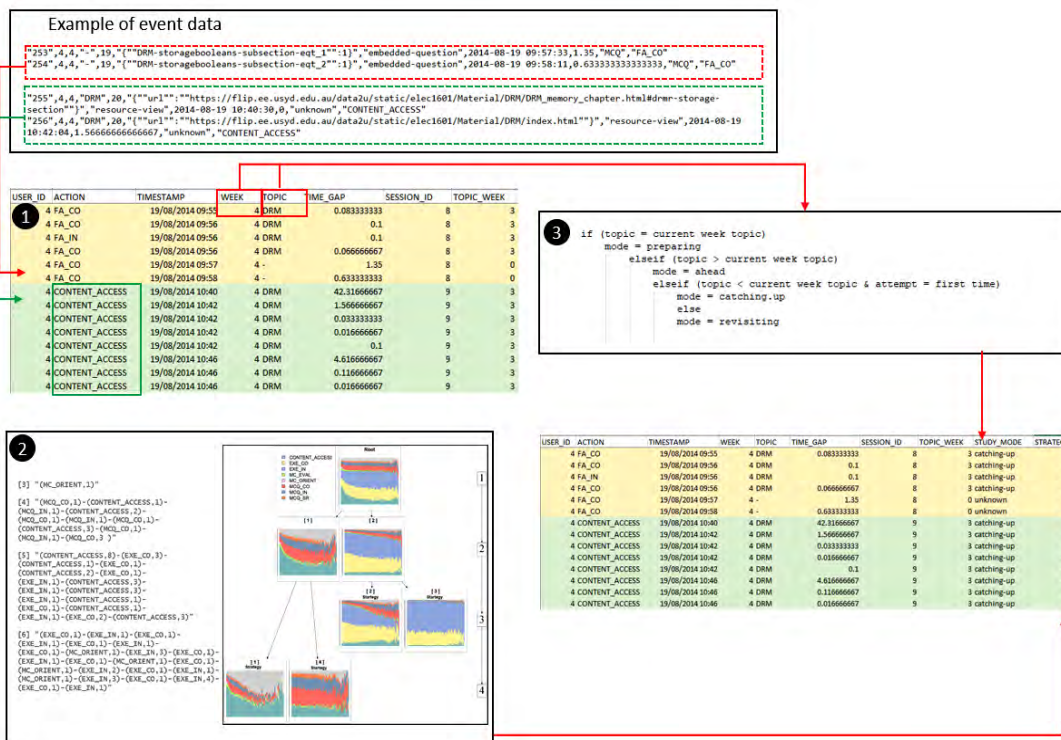 Example of event data
"253",4,4,"-",19,"{""DRM-storagebooleans-subsection-eqt_1"":1}","embedded-question",2014-08-19 09:57:33,1.35,"MCQ","FA_CO"
"254",4,4,"-",19,"{""DRM-storagebooleans-subsection-eqt_2"":1}","embedded-question",2014-08-19 09:58:11,0.633333333333333,"MCQ","FA_CO"
"255",4,4,"DRM",20,"{""url"":""https://flip.ee.usyd.edu.au/data2u/static/elec1601/Material/DRM/DRM_memory_chapter.html#drmr-storage-
section""}","resource-view",2014-08-19 10:40:30,0,"unknown","CONTENT_ACCESS"
"256",4,4,"DRM",20,"{""url"":""https://flip.ee.usyd.edu.au/data2u/static/elec1601/Material/DRM/index.html""}","resource-view",2014-08-19
10:42:04,1.56666666666667,"unknown","CONTENT_ACCESS"
USER_ID ACTION TIMESTAMP WEEK TOPIC TIME_GAP SESSION_ID TOPIC_WEEK
1
4 FA_CO 19/08/2014 09:55 4 DRM 0.083333333 8 3
4 FA_CO 19/08/2014 09:56 4 DRM 0.1 8 3
4 FA_IN 19/08/2014 09:56 4 DRM 0.1 8 3
4 FA_CO 19/08/2014 09:56 4 DRM 0.066666667 8 3
4 FA_CO 19/08/2014 09:57 4 - 1.35 8 0
4 FA_CO 19/08/2014 09:58 4 - 0.633333333 8 0
4 CONTENT_ACCESS 19/08/2014 10:40 4 DRM 42.31666667 9 3
4 CONTENT_ACCESS 19/08/2014 10:42 4 DRM 1.566666667 9 3
4 CONTENT_ACCESS 19/08/2014 10:42 4 DRM 0.033333333 9 3
4 CONTENT_ACCESS 19/08/2014 10:42 4 DRM 0.016666667 9 3
4 CONTENT_ACCESS 19/08/2014 10:42 4 DRM 0.1 9 3
4 CONTENT_ACCESS 19/08/2014 10:46 4 DRM 4.616666667 9 3
4 CONTENT_ACCESS 19/08/2014 10:46 4 DRM 0.116666667 9 3
4 CONTENT_ACCESS 19/08/2014 10:46 4 DRM 0.016666667 9 3
3
if (topic = current week topic)
mode = preparing
elseif (topic > current week topic)
mode = ahead
elseif (topic < current week topic & attempt = first time)
mode = catching.up
else
mode = revisiting
2
[3] "(MC_ORIENT,1)"
[4] "(MCQ_CO,1)-(CONTENT_ACCESS,1)-
(MCQ_IN,1)-(CONTENT_ACCESS,2)-
(MCQ_CO,1)-(MCQ_IN,1)-(MCQ_CO,1)-
(CONTENT_ACCESS,3)-(MCQ_CO,1)-
(MCQ_IN,1)-(MCQ_CO,3 )"
[5] "(CONTENT_ACCESS,8)-(EXE_CO,3)-
(CONTENT_ACCESS,1)-(EXE_CO,1)-
(CONTENT_ACCESS,2)-(EXE_CO,1)-
(EXE_IN,1)-(CONTENT_ACCESS,3)-
(EXE_IN,1)-(CONTENT_ACCESS,3)-
(EXE_IN,1)-(CONTENT_ACCESS,1)-
(EXE_CO,1)-(CONTENT_ACCESS,1)-
(EXE_IN,1)-(EXE_CO,2)-(CONTENT_ACCESS,3)"
[6] "(EXE_CO,1)-(EXE_IN,1)-(EXE_CO,1)-
(EXE_IN,1)-(EXE_CO,1)-(EXE_IN,1)-
(EXE_CO,1)-(MC_ORIENT,1)-(EXE_IN,3)-(EXE_CO,1)-
(EXE_IN,1)-(EXE_CO,1)-(MC_ORIENT,1)-(EXE_CO,1)-
(MC_ORIENT,1)-(EXE_IN,2)-(EXE_CO,1)-(EXE_IN,1)-
(MC_ORIENT,1)-(EXE_IN,3)-(EXE_CO,1)-(EXE_IN,4)-
(EXE_CO,1)-(EXE_IN,1)"
CONTENT_ACCESS
EXE_CO
EXE_IN
MC_EVAL
MC_ORIENT
MCQ_CO
MCQ_IN
MCQ_SR
Root
1
[1]
[2]
2
[2]
Strategy
[3]
Strategy
3
[1]
Strategy
[4]
Strategy
4
USER_ID ACTION TIMESTAMP WEEK TOPIC TIME_GAP SESSION_ID TOPIC_WEEK STUDY_MODE STRATEG
4 FA_CO 19/08/2014 09:55 4 DRM 0.083333333 8 3 catching-up
4 FA_CO 19/08/2014 09:56 4 DRM 0.1 8 3 catching-up
4 FA_IN 19/08/2014 09:56 4 DRM 0.1 8 3 catching-up
4 FA_CO 19/08/2014 09:56 4 DRM 0.066666667 8 3 catching-up
4 FA_CO 19/08/2014 09:57 4 - 1.35 8 0 unknown
4 FA_CO 19/08/2014 09:58 4 - 0.633333333 8 0 unknown
4 CONTENT_ACCESS 19/08/2014 10:40 4 DRM 42.31666667 9 3 catching-up
4 CONTENT_ACCESS 19/08/2014 10:42 4 DRM 1.566666667 9 3 catching-up
4 CONTENT_ACCESS 19/08/2014 10:42 4 DRM 0.033333333 9 3 catching-up
4 CONTENT_ACCESS 19/08/2014 10:42 4 DRM 0.016666667 9 3 catching-up
4 CONTENT_ACCESS 19/08/2014 10:42 4 DRM 0.1 9 3 catching-up
4 CONTENT_ACCESS 19/08/2014 10:46 4 DRM 4.616666667 9 3 catching-up
4 CONTENT_ACCESS 19/08/2014 10:46 4 DRM 0.116666667 9 3 catching-up
4 CONTENT_ACCESS 19/08/2014 10:46 4 DRM 0.016666667 9 3 catching-up